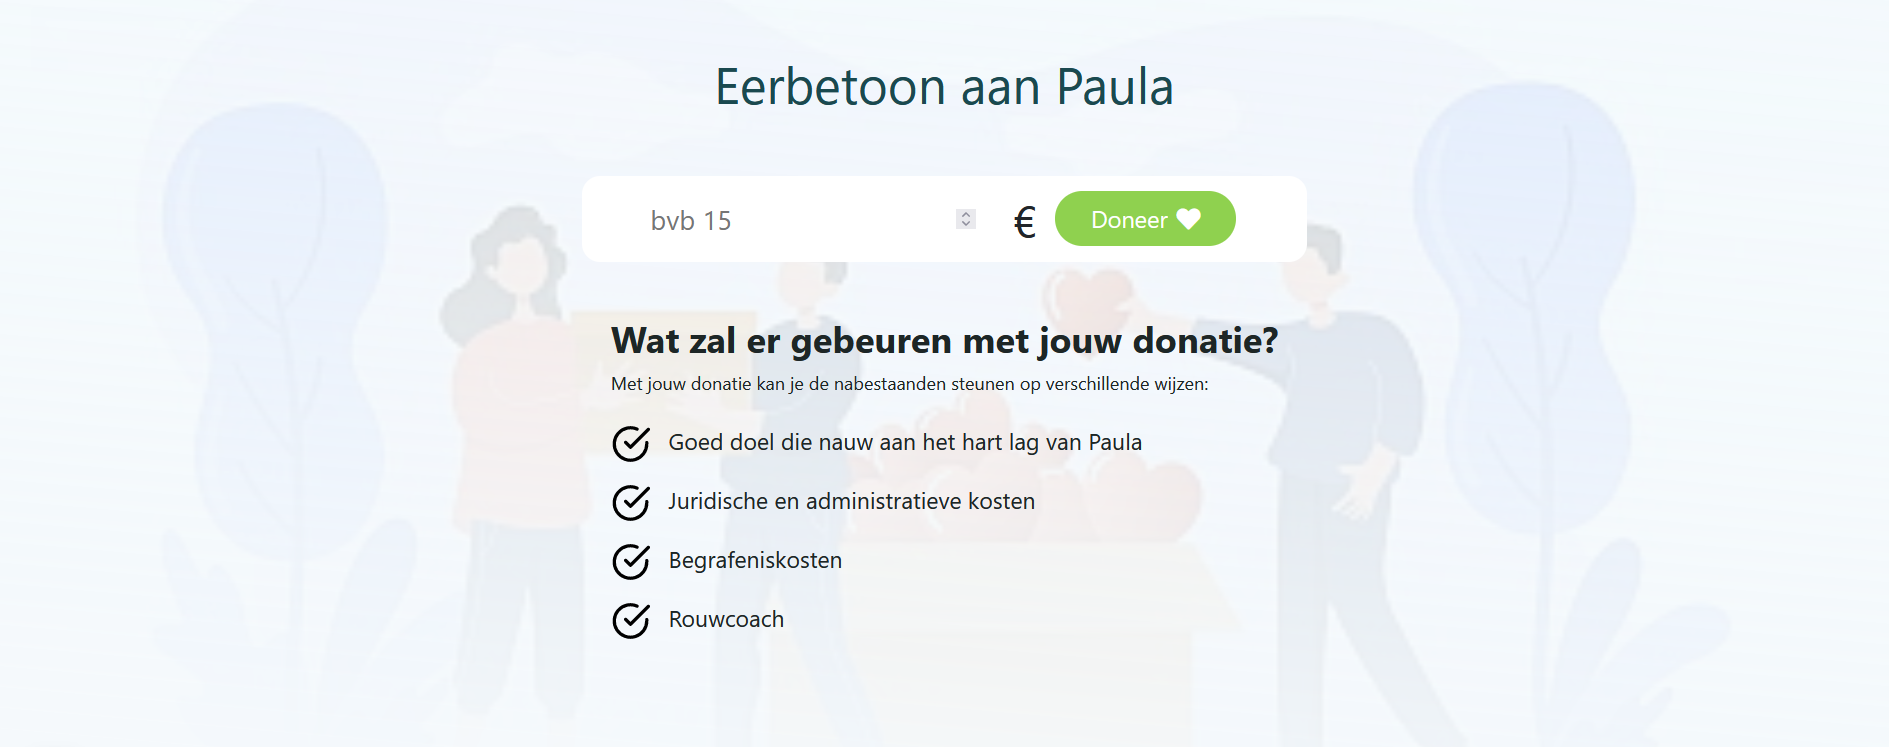 Eerbetoon aan Paula
bvb 15 € Doneer
Wat zal er gebeuren met jouw donatie?
Met jouw donatie kan je de nabestaanden steunen op verschillende wijzen:
Goed doel die nauw aan het hart lag van Paula
Juridische en administratieve kosten
Begrafeniskosten
Rouwcoach